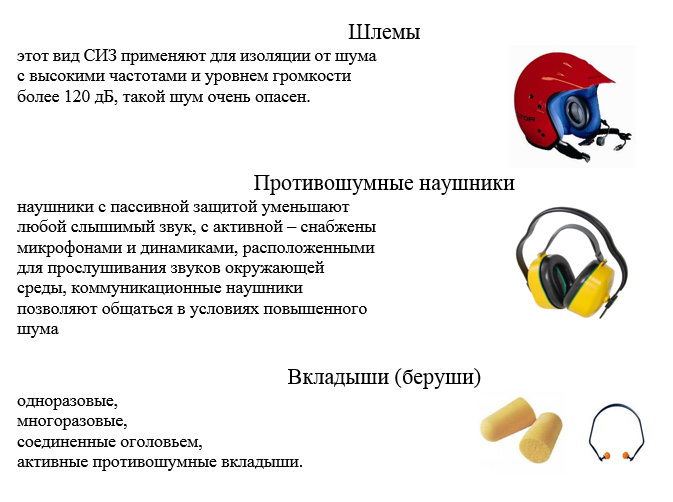 Шлемы
этот вид СИЗ применяют для изоляции от шума
с высокими частотами и уровнем громкости
более 120 дБ, такой шум очень опасен.
Противошумные наушники
наушники с пассивной защитой уменьшают
любой слышимый звук, с активной – снабжены
микрофонами и динамиками, расположенными
для прослушивания звуков окружающей
среды, коммуникационные наушники
позволяют общаться в условиях повышенного
шума
Вкладыши (беруши)
одноразовые,
многоразовые,
соединенные оголовьем,
активные противошумные вкладыши.